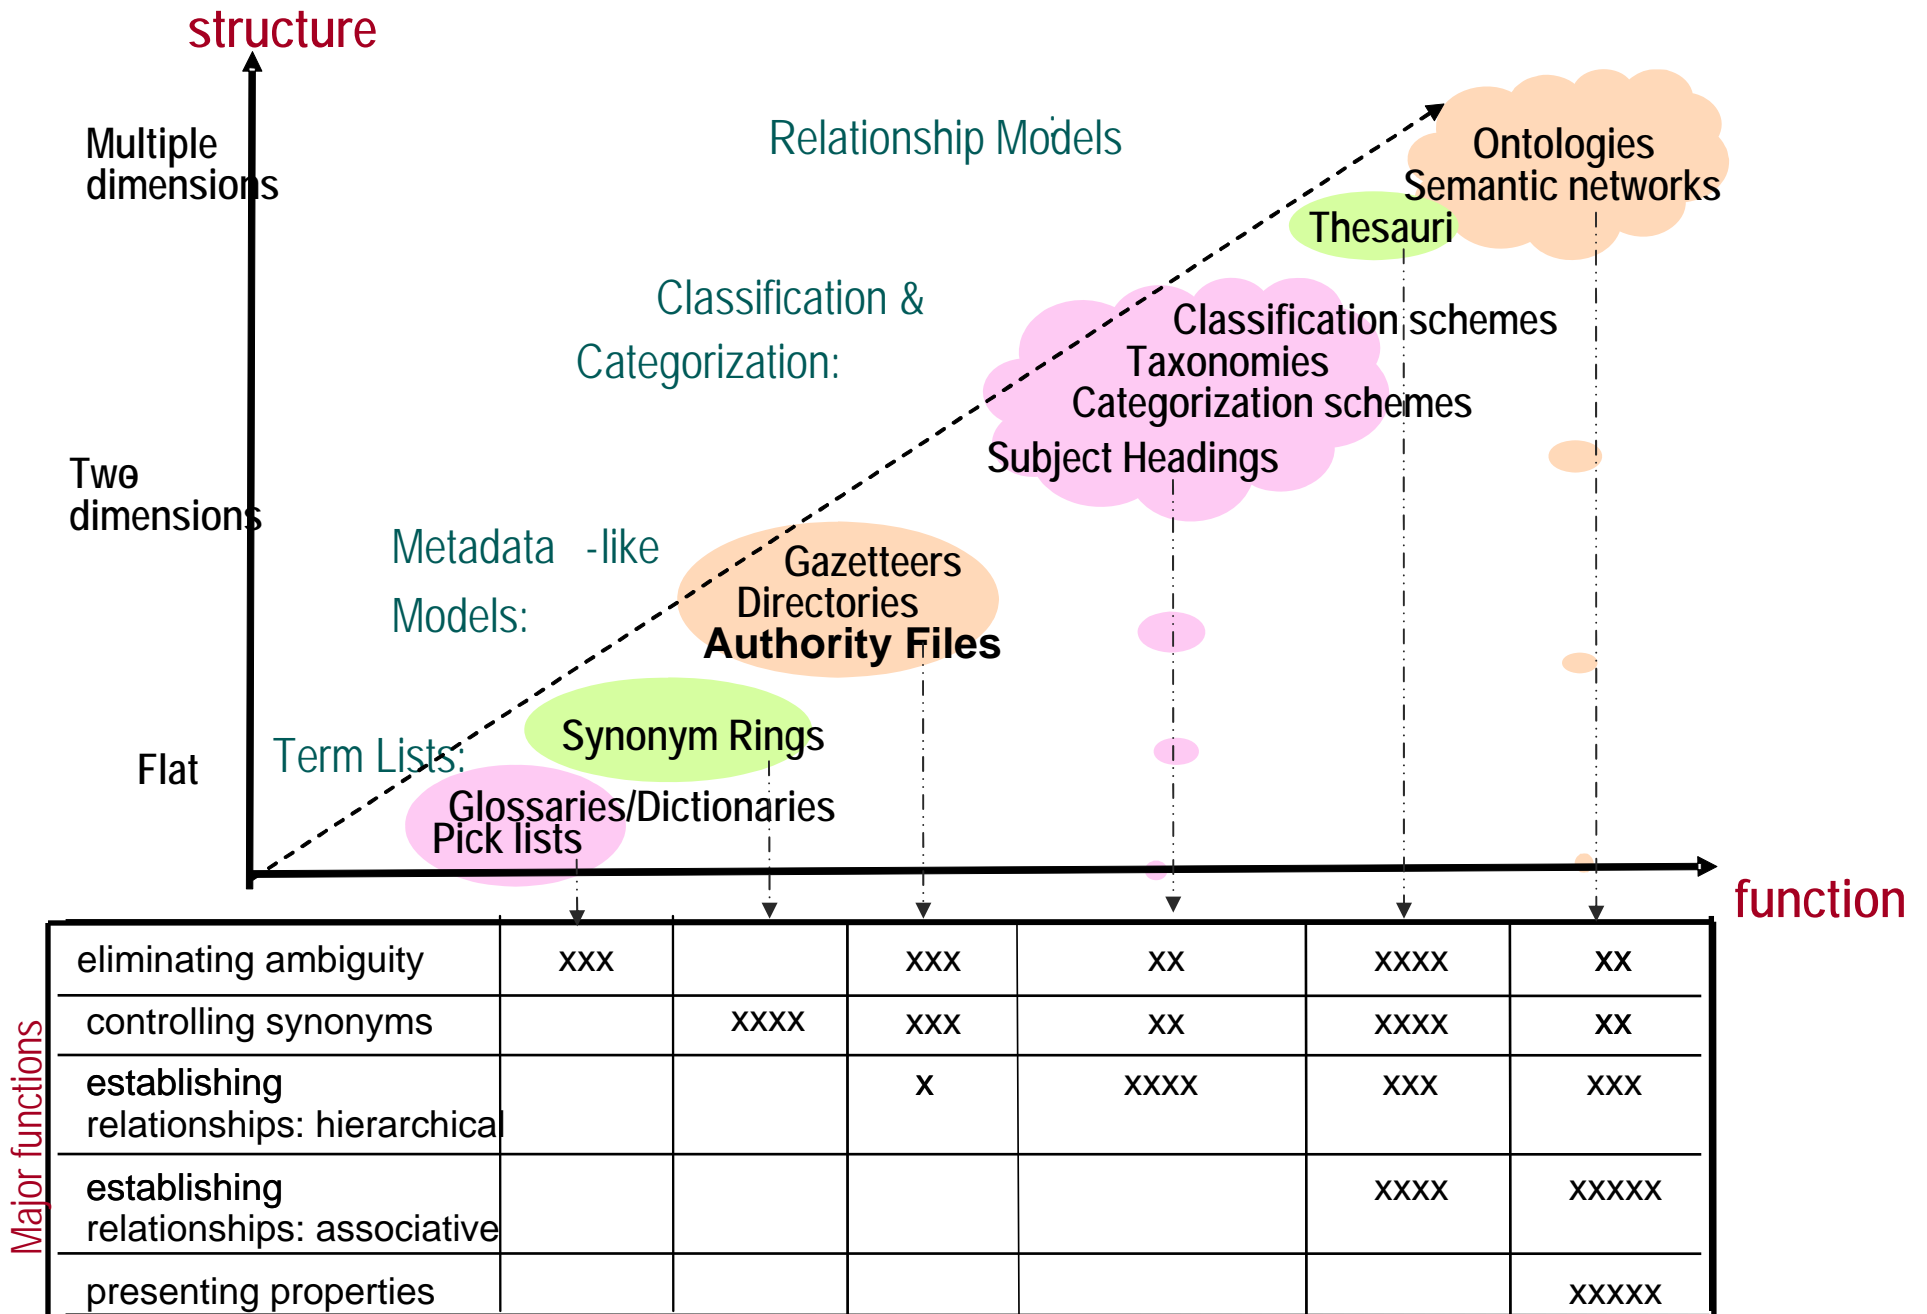 structure
Multiple
dimensions
Relationship Models
Ontologies
Semantic networks
Thesauri
Classification &
Categorization:
Classification schemes
Taxonomies
Categorization schemes
Subject Headings
Two
dimensions
Metadata -like
Models:
Gazetteers
Directories
Authority Files
Synonym Rings
Flat
Term Lists:
Glossaries/Dictionaries
Pick lists
function
Major functions
eliminating ambiguity xxx xxx xx xxxx xx
controlling synonyms xxxx xxx xx xxxx xx
establishing
relationships: hierarchical x xxxx xxx xxx
establishing
relationships: associative xxxx xxxxx
presenting properties xxxxx